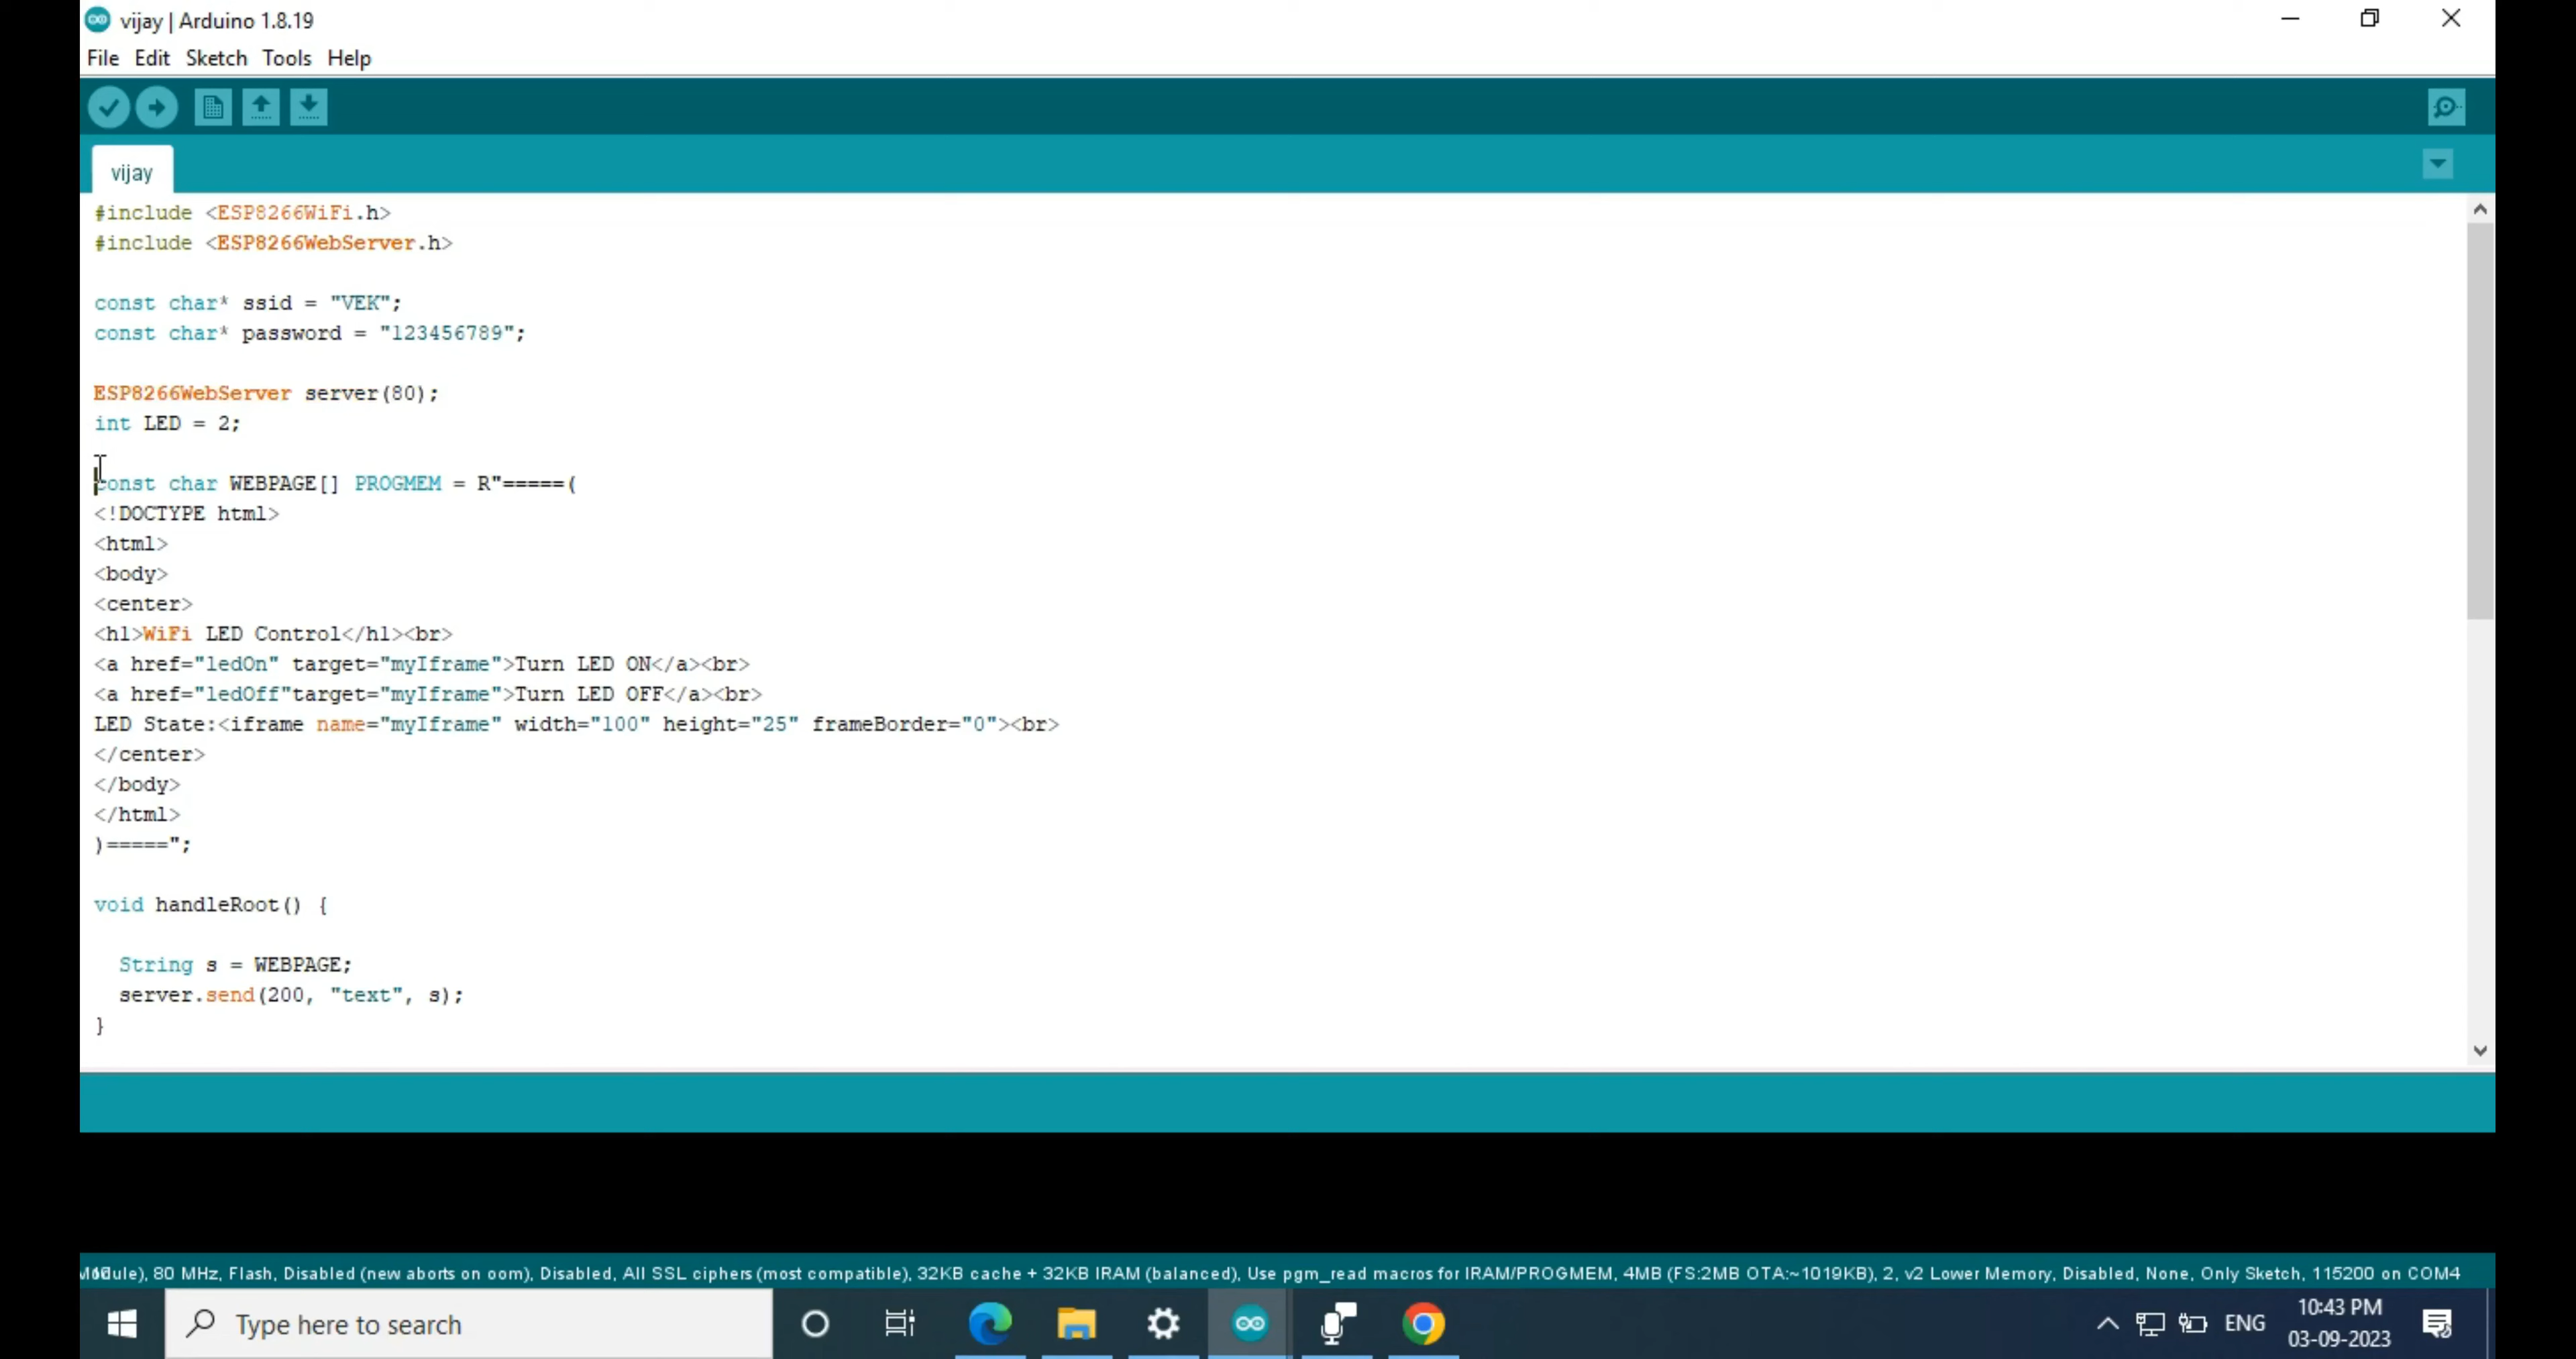 vijay | Arduino 1.8.19
File Edit Sketch Tools Help
vijay
#include <ESP8266WiFi.h>
#include <ESP8266WebServer.h>
const char* ssid = "VEK";
const char* password = "123456789";
ESP8266WebServer server(80);
int LED = 2;
const char WEBPAGE[] PROGMEM = R"=====(
<!DOCTYPE html>
<html>
<body>
<center>
<h1>WiFi LED Control</h1><br>
<a href="ledOn" target="myIframe">Turn LED ON</a><br>
<a href="ledOff"target="myIframe">Turn LED OFF</a><br>
LED State:<iframe name="myIframe" width="100" height="25" frameBorder="0"><br>
</center>
</body>
</html>
)=====";
void handleRoot() {
String s = WEBPAGE;
server.send(200, "text", s);
}
80 MHz, Flash, Disabled (new aborts on oom), Disabled, All SSL ciphers (most compatible), 32KB cache + 32KB IRAM (balanced), Use pgm_read macros for IRAM/PROGMEM, 4MB (FS:2MB OTA:~1019KB), 2, v2 Lower Memory, Disabled, None, Only Sketch, 115200 on COM4
Type here to search
ENG
10:43 PM
03-09-2023